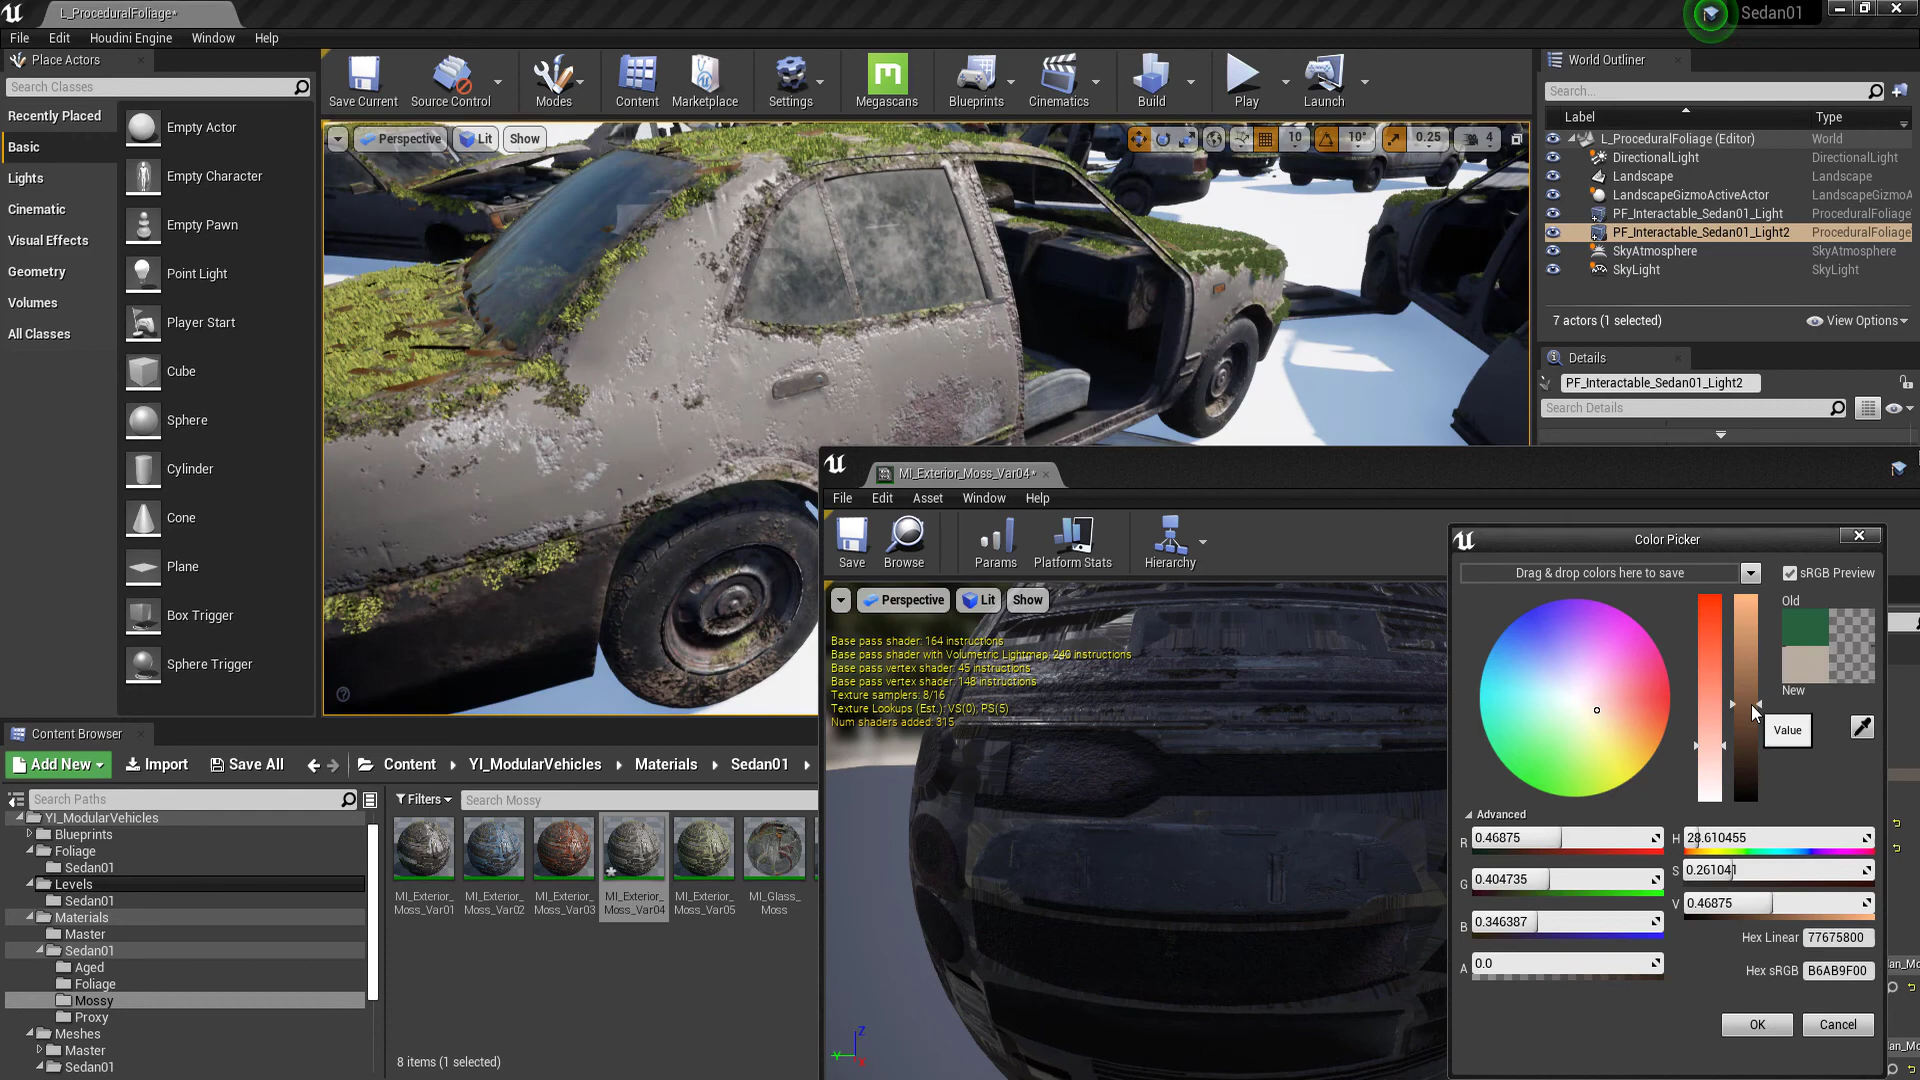 L_ProceduralFoliage*
Sedan01
File
Edit
Houdini Engine
Window
Help
Place Actors
Search Classes
Recently Placed
Basic
Lights
Cinematic
Visual Effects
Geometry
Volumes
All Classes
Empty Actor
Empty Character
Empty Pawn
Point Light
Player Start
Cube
Sphere
Cylinder
Cone
Plane
Box Trigger
Sphere Trigger
Save Current
Source Control
Modes
Content
Marketplace
Settings
Megascans
Blueprints
Cinematics
Build
Play
Launch
Perspective
Lit
Show
10
10°
0.25
4
World Outliner
Search...
Label
Type
L_ProceduralFoliage (Editor)
World
DirectionalLight
DirectionalLight
Landscape
Landscape
LandscapeGizmoActiveActor
LandscapeGizmoA
PF_Interactable_Sedan01_Light
ProceduralFoliage
PF_Interactable_Sedan01_Light2
ProceduralFoliage
SkyAtmosphere
SkyAtmosphere
SkyLight
SkyLight
7 actors (1 selected)
View Options
Details
PF_Interactable_Sedan01_Light2
Search Details
MI_Exterior_Moss_Var04*
File
Edit
Asset
Window
Help
Save
Browse
Params
Platform Stats
Hierarchy
Perspective
Lit
Show
Base pass shader: 164 instructions
Base pass shader with Volumetric Lightmap: 240 instructions
Base pass vertex shader: 45 instructions
Base pass vertex shader: 148 instructions
Texture samplers: 8/16
Texture Lookups (Est.): VS(0), PS(5)
Num shaders added: 315
Z
Y
Color Picker
Drag & drop colors here to save
sRGB Preview
Old
New
Value
Advanced
R
0.46875
G
0.404735
B
0.346387
A
0.0
H
28.610455
S
0.261041
V
0.46875
Hex Linear
77675800
Hex sRGB
B6AB9F00
OK
Cancel
Content Browser
Add New
Import
Save All
Content
YI_ModularVehicles
Materials
Sedan01
Search Paths
Filters
Search Mossy
YI_ModularVehicles
Blueprints
Foliage
Sedan01
Levels
Sedan01
Materials
Master
Sedan01
Aged
Foliage
Mossy
Proxy
Meshes
Master
Sedan01
MI_Exterior_
Moss_Var01
MI_Exterior_
Moss_Var02
MI_Exterior_
Moss_Var03
MI_Exterior_
Moss_Var04
MI_Exterior_
Moss_Var05
MI_Glass_
Moss
8 items (1 selected)